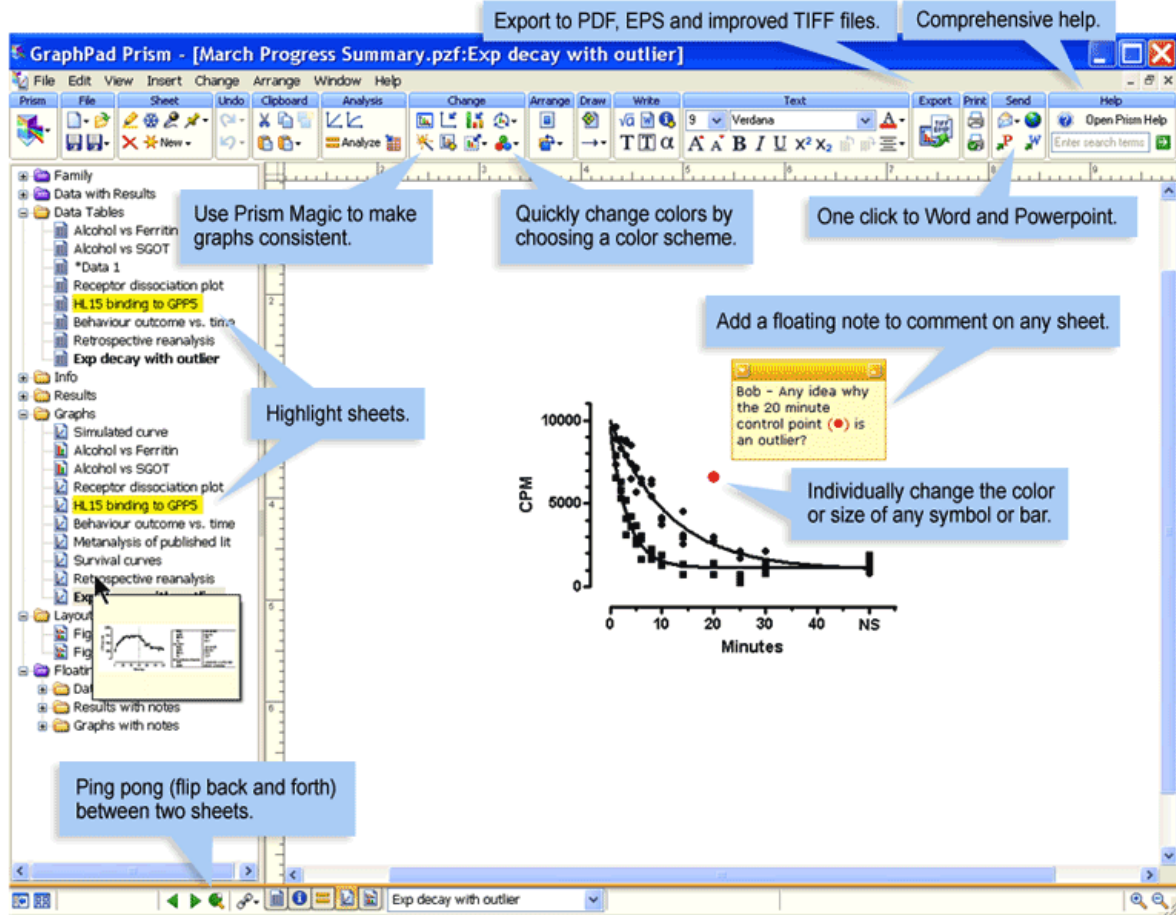 Export to PDF, EPS and improved TIFF files.
Comprehensive help.
GraphPad Prism - [March Progress Summary.pzf:Exp decay with outlier]
File Edit View Insert Change Arrange Window Help
Prism File Sheet Undo Clipboard Analysis Change Arrange Draw Write Text Export Print Send Help
9 Verdana
Open Prism Help
New
Analyze
Enter search terms
Use Prism Magic to make
graphs consistent.
Quickly change colors by
choosing a color scheme.
One click to Word and Powerpoint.
Family
Data with Results
Data Tables
Alcohol vs Ferritin
Alcohol vs SGOT
*Data 1
Receptor dissociation plot
HL15 binding to GPP5
Behaviour outcome vs. time
Retrospective reanalysis
Exp decay with outlier
Info
Results
Graphs
Simulated curve
Alcohol vs Ferritin
Alcohol vs SGOT
Receptor dissociation plot
HL15 binding to GPP5
Behaviour outcome vs. time
Metanalysis of published lit
Survival curves
Retrospective reanalysis
Layout
Results with notes
Graphs with notes
Highlight sheets.
Add a floating note to comment on any sheet.
Bob - Any idea why
the 20 minute
control point (●) is
an outlier?
Individually change the color
or size of any symbol or bar.
10000
5000
0
CPM
0 10 20 30 40 NS
Minutes
Ping pong (flip back and forth)
between two sheets.
Exp decay with outlier